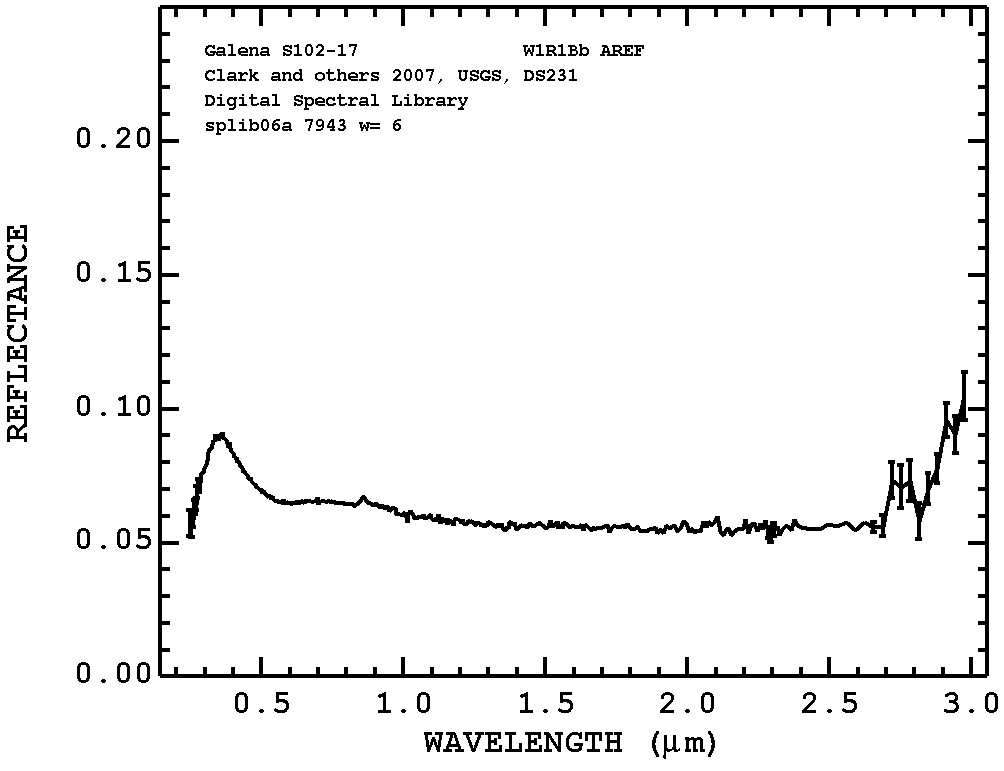 Galena S102-17 W1R1Bb AREF
Clark and others 2007, USGS, DS231
Digital Spectral Library
splib06a 7943 w= 6
REFLECTANCE
0.20
0.15
0.10
0.05
0.00
0.5 1.0 1.5 2.0 2.5 3.0
WAVELENGTH (μm)